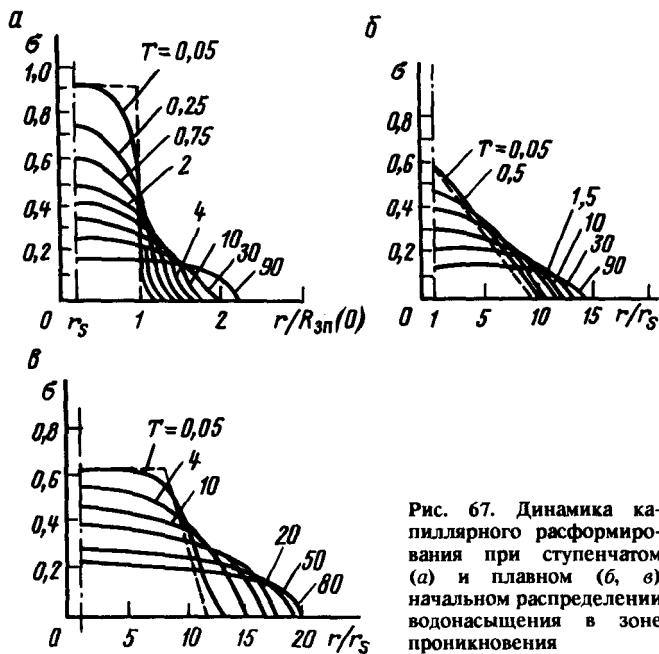 а
σ
1,0
0,8
0,6
0,4
0,2
0 r_s 1 2 r/R_зп(0)
T=0,05
0,25
0,75
2
4
10
30
90
б
σ
0,8
0,6
0,4
0,2
0 1 5 10 15 r/r_s
T=0,05
0,5
1,5
10
30
90
в
σ
0,8
0,6
0,4
0,2
0 r_s 5 10 15 20 r/r_s
T=0,05
4
10
20
50
80
Рис. 67. Динамика ка-
пиллярного расформиро-
вания при ступенчатом
(а) и плавном (б, в)
начальном распределении
водонасыщения в зоне
проникновения